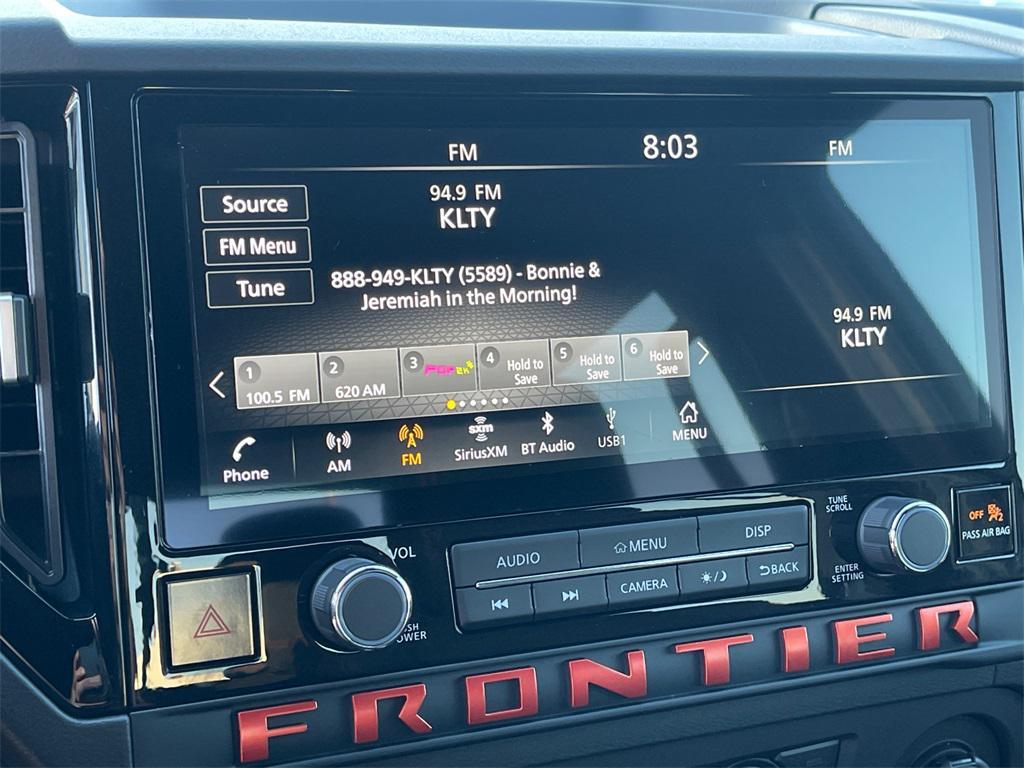 FM 8:03 FM
94.9 FM
KLTY
Source
FM Menu
Tune
888-949-KLTY (5589) - Bonnie &
Jeremiah in the Morning!
94.9 FM
KLTY
1 100.5 FM
2 620 AM
3
4 Hold to
Save
5 Hold to
Save
6 Hold to
Save
Phone
AM
FM
sxm
SiriusXM
BT Audio
USB1
MENU
VOL
AUDIO
MENU
DISP
CAMERA
BACK
TUNE
SCROLL
ENTER
SETTING
OFF 2
PASS AIR BAG
FRONTIER